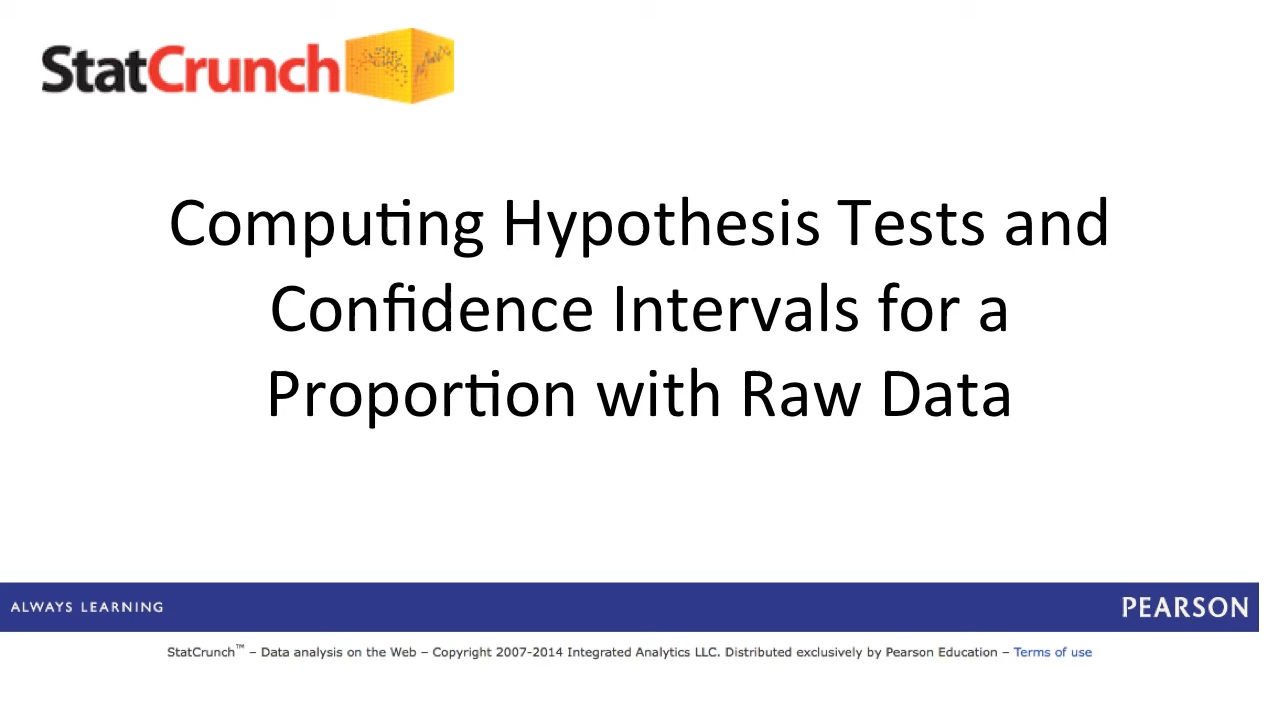 StatCrunch
Computing Hypothesis Tests and
Confidence Intervals for a
Proportion with Raw Data
ALWAYS LEARNING
PEARSON
StatCrunch™ – Data analysis on the Web – Copyright 2007-2014 Integrated Analytics LLC. Distributed exclusively by Pearson Education – Terms of use